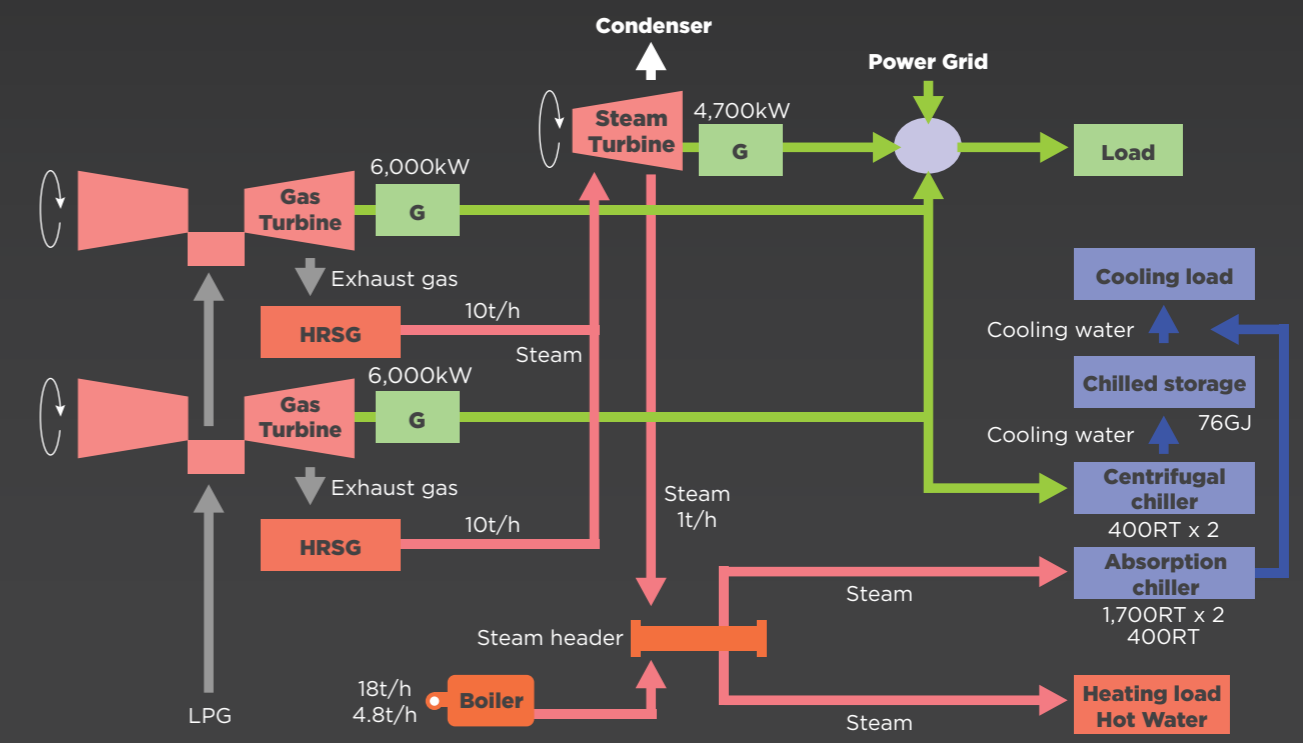 Condenser
Power Grid
Steam
Turbine
4,700kW
G
Load
6,000kW
Gas
Turbine
G
Exhaust gas
HRSG
10t/h
Steam
Cooling load
Cooling water
Chilled storage
76GJ
Cooling water
6,000kW
Gas
Turbine
G
Exhaust gas
HRSG
10t/h
Steam
1t/h
Centrifugal
chiller
400RT x 2
Absorption
chiller
1,700RT x 2
400RT
Steam
Steam header
18t/h
4.8t/h
Boiler
LPG
Steam
Heating load
Hot Water